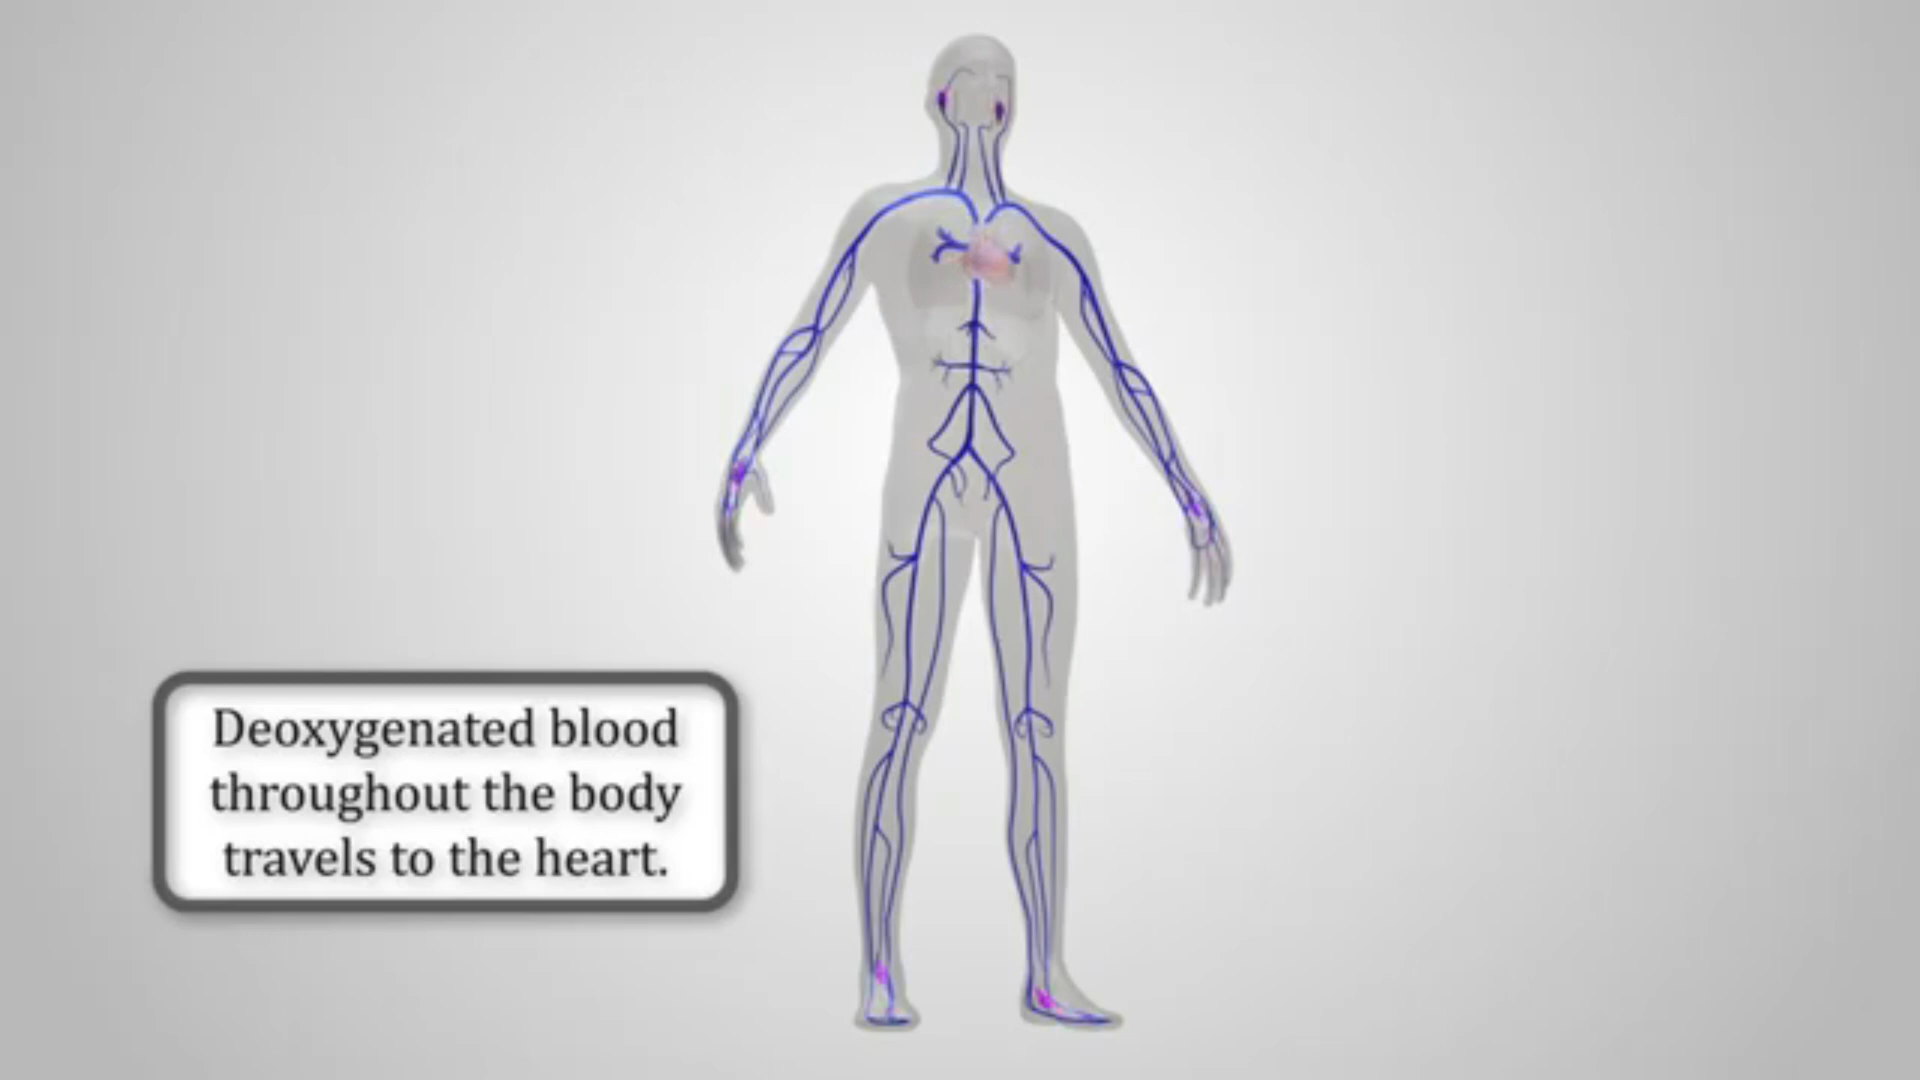 Deoxygenated blood
throughout the body
travels to the heart.